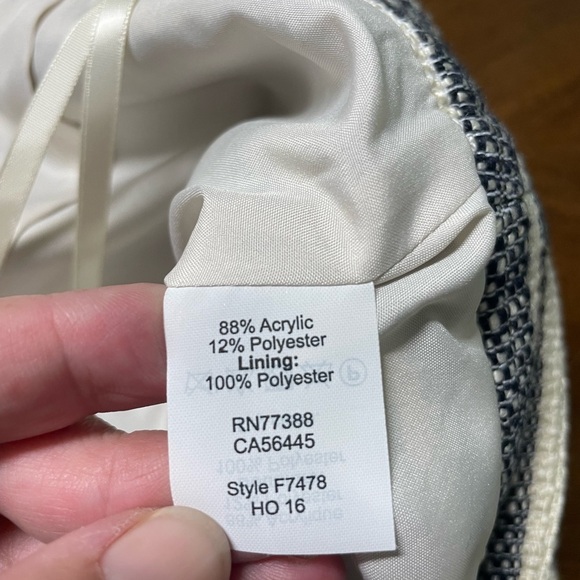 88% Acrylic
12% Polyester
Lining:
100% Polyester
RN77388
CA56445
Style F7478
HO 16